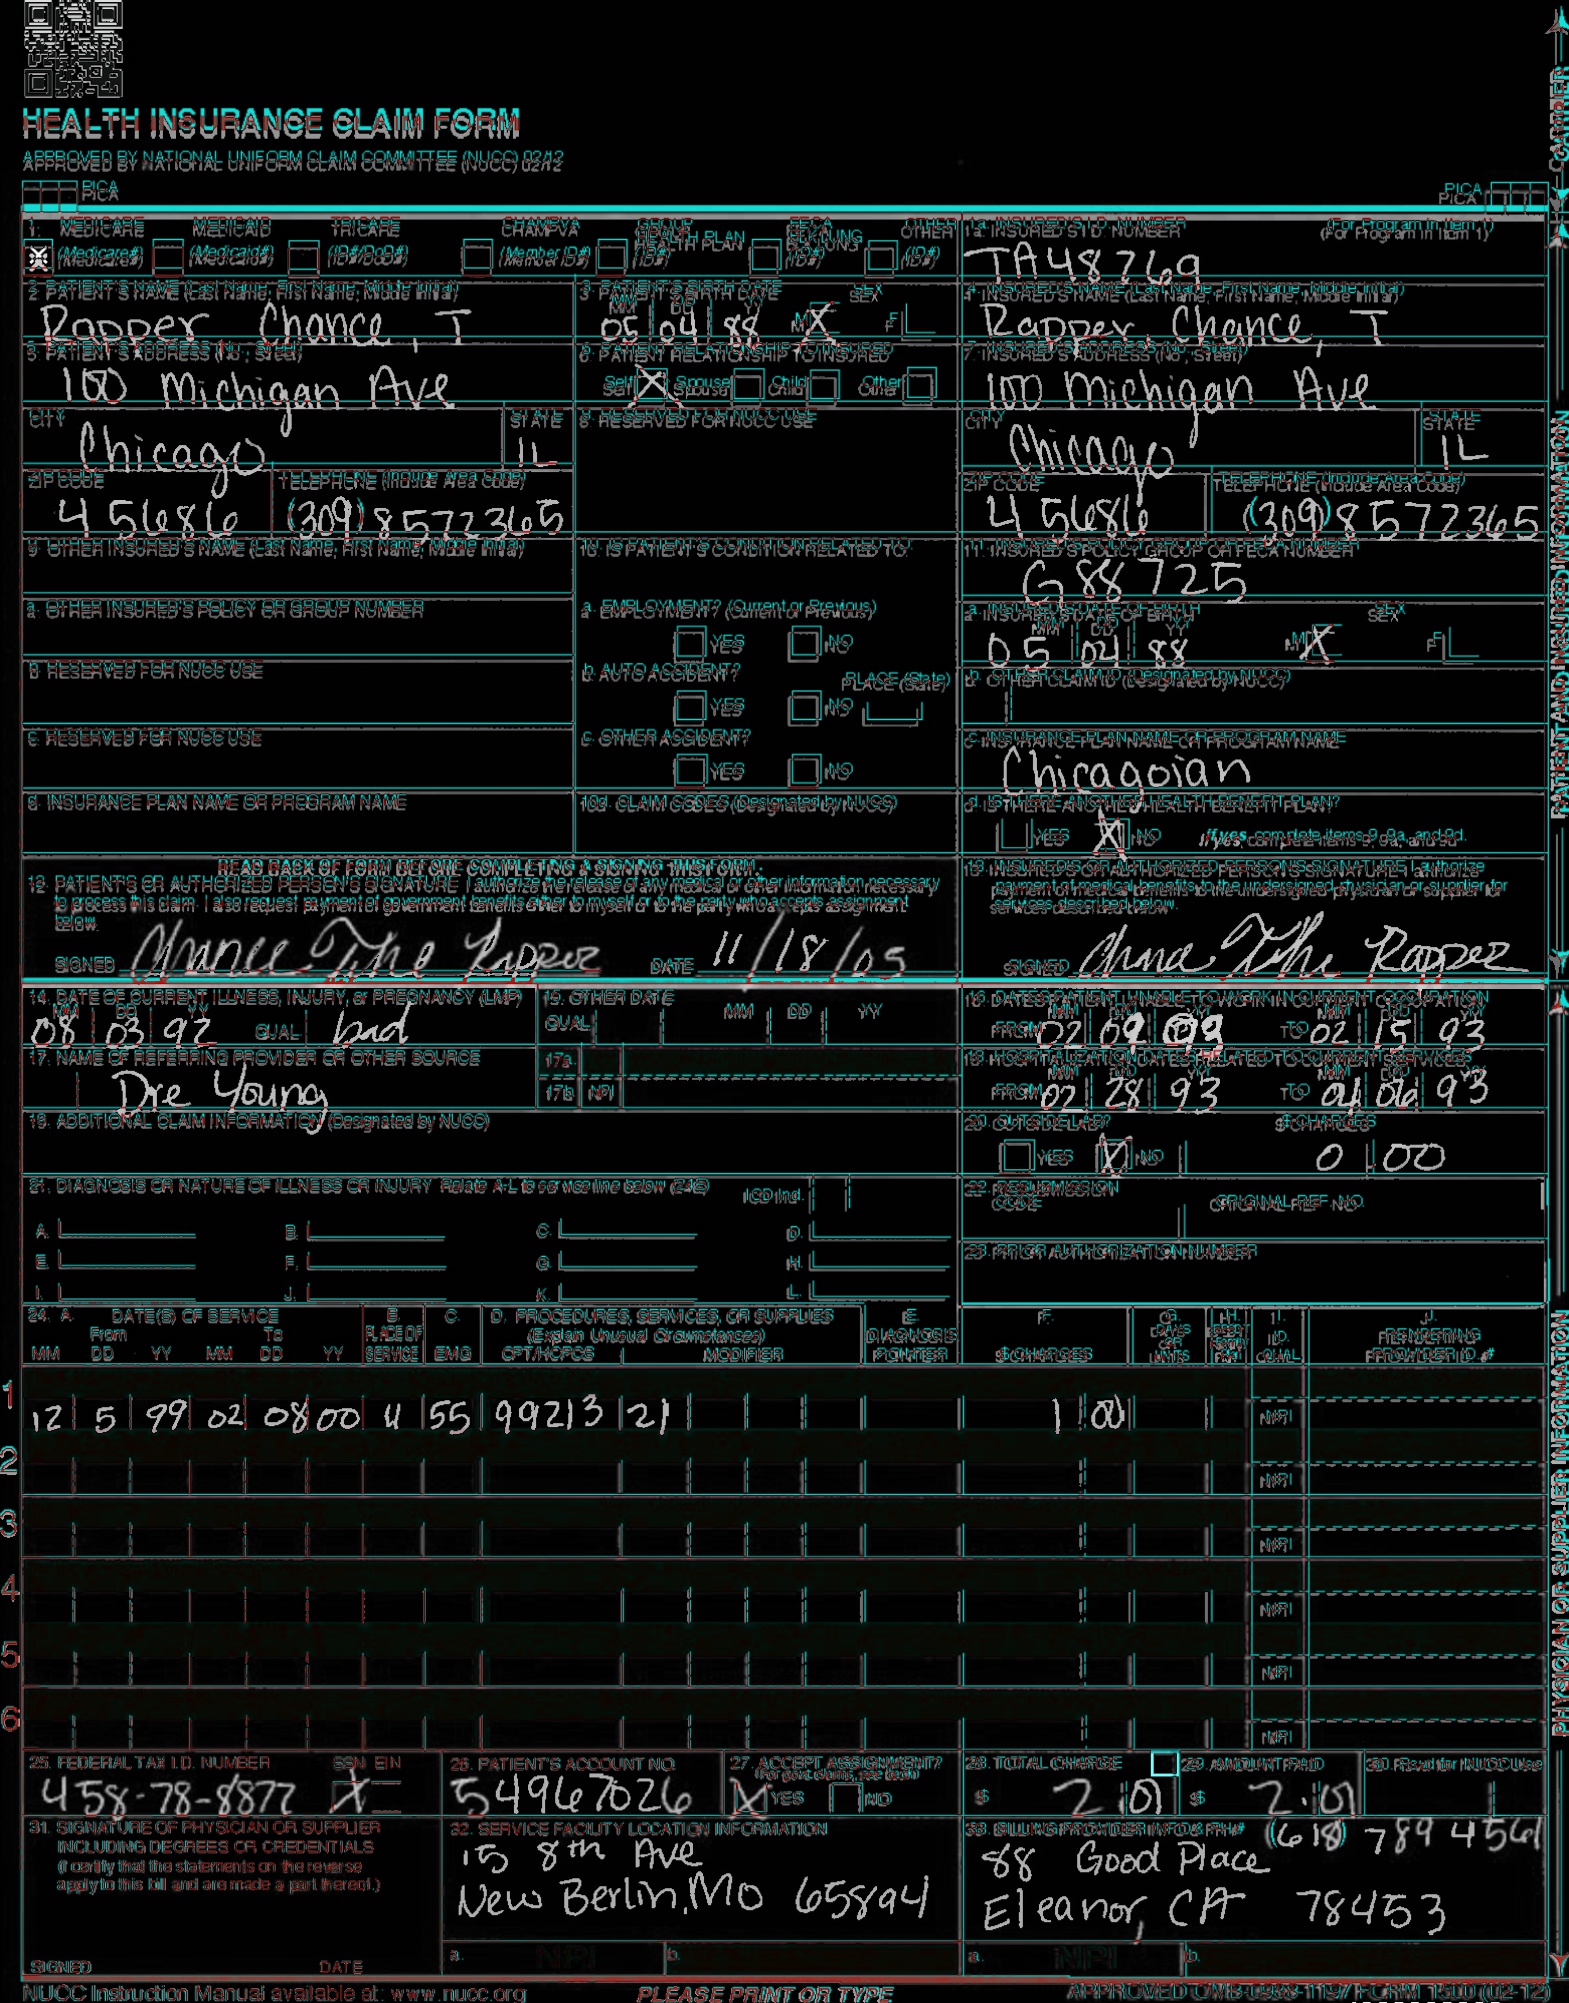 HEALTH INSURANCE CLAIM FORM
APPROVED BY NATIONAL UNIFORM CLAIM COMMITTEE (NUCC) 02/12
PICA PICA
1. MEDICARE MEDICAID TRICARE CHAMPVA GROUP HEALTH PLAN FECA BLK LUNG OTHER 1a. INSURED'S I.D. NUMBER (For Program in Item 1)
X (Medicare#) (Medicaid#) (ID#/DoD#) (Member ID#) (ID#) (ID#) (ID#) TA48769
2. PATIENT'S NAME (Last Name, First Name, Middle Initial) 3. PATIENT'S BIRTH DATE SEX 4. INSURED'S NAME (Last Name, First Name, Middle Initial)
MM DD YY
Rapper Chance, T 05 04 88 M X F Rapper, Chance, T
5. PATIENT'S ADDRESS (No., Street) 6. PATIENT RELATIONSHIP TO INSURED 7. INSURED'S ADDRESS (No., Street)
100 Michigan Ave Self X Spouse Child Other 100 Michigan Ave
CITY STATE 8. RESERVED FOR NUCC USE CITY STATE
Chicago IL Chicago IL
ZIP CODE TELEPHONE (Include Area Code) ZIP CODE TELEPHONE (Include Area Code)
45686 (309) 8572365 45686 (309) 8572365
9. OTHER INSURED'S NAME (Last Name, First Name, Middle Initial) 10. IS PATIENT'S CONDITION RELATED TO: 11. INSURED'S POLICY GROUP OR FECA NUMBER
G88725
a. OTHER INSURED'S POLICY OR GROUP NUMBER a. EMPLOYMENT? (Current or Previous) a. INSURED'S DATE OF BIRTH SEX
MM DD YY
YES NO 05 04 88 M X F
b. RESERVED FOR NUCC USE b. AUTO ACCIDENT? PLACE (State) b. OTHER CLAIM ID (Designated by NUCC)
YES NO
c. RESERVED FOR NUCC USE c. OTHER ACCIDENT? c. INSURANCE PLAN NAME OR PROGRAM NAME
YES NO Chicagoian
d. INSURANCE PLAN NAME OR PROGRAM NAME 10d. CLAIM CODES (Designated by NUCC) d. IS THERE ANOTHER HEALTH BENEFIT PLAN?
YES X NO If yes, complete items 9, 9a, and 9d.
READ BACK OF FORM BEFORE COMPLETING & SIGNING THIS FORM.
12. PATIENT'S OR AUTHORIZED PERSON'S SIGNATURE I authorize the release of any medical or other information necessary
to process this claim. I also request payment of government benefits either to myself or to the party who accepts assignment
below.
SIGNED Chance The Rapper DATE 11/18/05
13. INSURED'S OR AUTHORIZED PERSON'S SIGNATURE I authorize
payment of medical benefits to the undersigned physician or supplier for
services described below.
SIGNED The Rapper
14. DATE OF CURRENT ILLNESS, INJURY, or PREGNANCY (LMP) 15. OTHER DATE 16. DATES PATIENT UNABLE TO WORK IN CURRENT OCCUPATION
MM DD YY MM DD YY MM DD YY MM DD YY
08 03 92 QUAL. bad QUAL. FROM 02 09 TO 02 15 93
17. NAME OF REFERRING PROVIDER OR OTHER SOURCE 17a. 18. HOSPITALIZATION DATES RELATED TO CURRENT SERVICES
MM DD YY MM DD YY
Dre Young 17b. NPI FROM 02 28 93 TO 04 06 93
19. ADDITIONAL CLAIM INFORMATION (Designated by NUCC) 20. OUTSIDE LAB? $ CHARGES
YES X NO 0 00
21. DIAGNOSIS OR NATURE OF ILLNESS OR INJURY Relate A-L to service line below (24E) ICD Ind. 22. RESUBMISSION CODE ORIGINAL REF. NO.
A. B. C. D.
23. PRIOR AUTHORIZATION NUMBER
E. F. G. H.
I. J. K. L.
24. A. DATE(S) OF SERVICE B. C. D. PROCEDURES, SERVICES, OR SUPPLIES E. F. G. H. I. J.
From To PLACE OF (Explain Unusual Circumstances) DIAGNOSIS DAYS OR UNITS ID. RENDERING
MM DD YY MM DD YY SERVICE EMG CPT/HCPCS MODIFIER POINTER $ CHARGES QUAL. PROVIDER ID. #
1 12 5 99 02 08 00 4 55 99213 21 1 00 NPI
2 NPI
3 NPI
4 NPI
5 NPI
6 NPI
25. FEDERAL TAX I.D. NUMBER SSN EIN 26. PATIENT'S ACCOUNT NO. 27. ACCEPT ASSIGNMENT? 28. TOTAL CHARGE 29. AMOUNT PAID 30. Rsvd for NUCC Use
(For govt. claims, see back)
458-78-8877 X 54967026 X YES NO $ 2 01 $ 2.01
31. SIGNATURE OF PHYSICIAN OR SUPPLIER
INCLUDING DEGREES OR CREDENTIALS
(I certify that the statements on the reverse
apply to this bill and are made a part thereof.)
SIGNED DATE
32. SERVICE FACILITY LOCATION INFORMATION
15 8th Ave
New Berlin, Mo 65894
a. NPI b.
33. BILLING PROVIDER INFO & PH# (618) 789 4561
88 Good Place
Eleanor, CA 78453
a. NPI b.
NUCC Instruction Manual available at: www.nucc.org PLEASE PRINT OR TYPE APPROVED OMB-0938-1197 FORM 1500 (02-12)
CARRIER
PATIENT AND INSURED INFORMATION
PHYSICIAN OR SUPPLIER INFORMATION